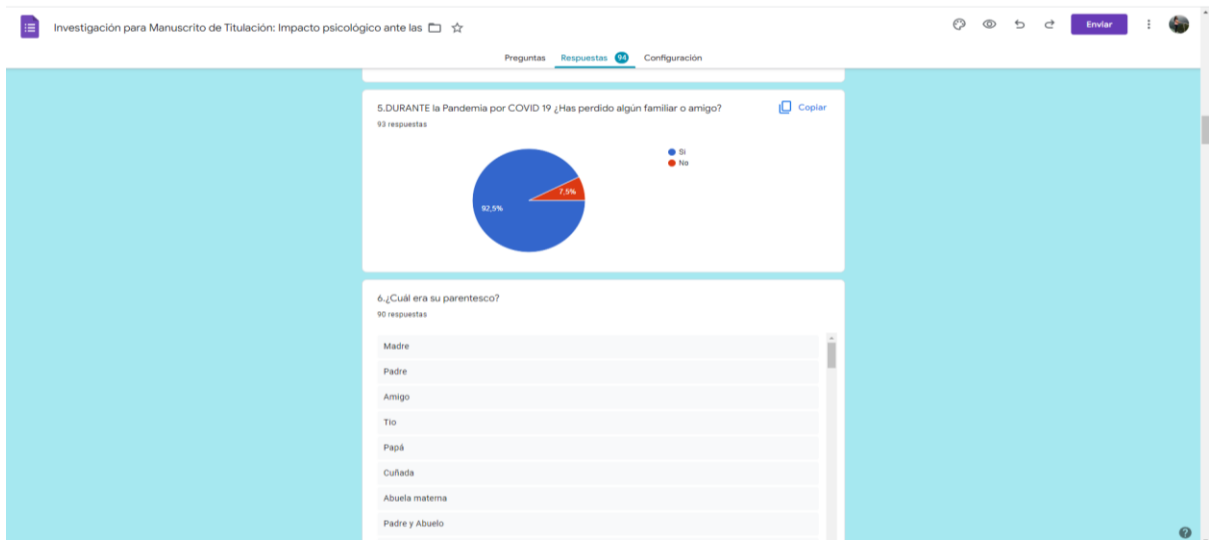 Investigación para Manuscrito de Titulación: Impacto psicológico ante las
Enviar
Preguntas Respuestas 94 Configuración
5.DURANTE la Pandemia por COVID 19 ¿Has perdido algún familiar o amigo?
Copiar
93 respuestas
Si
No
7,5%
92,5%
6.¿Cuál era su parentesco?
90 respuestas
Madre
Padre
Amigo
Tio
Papá
Cuñada
Abuela materna
Padre y Abuelo